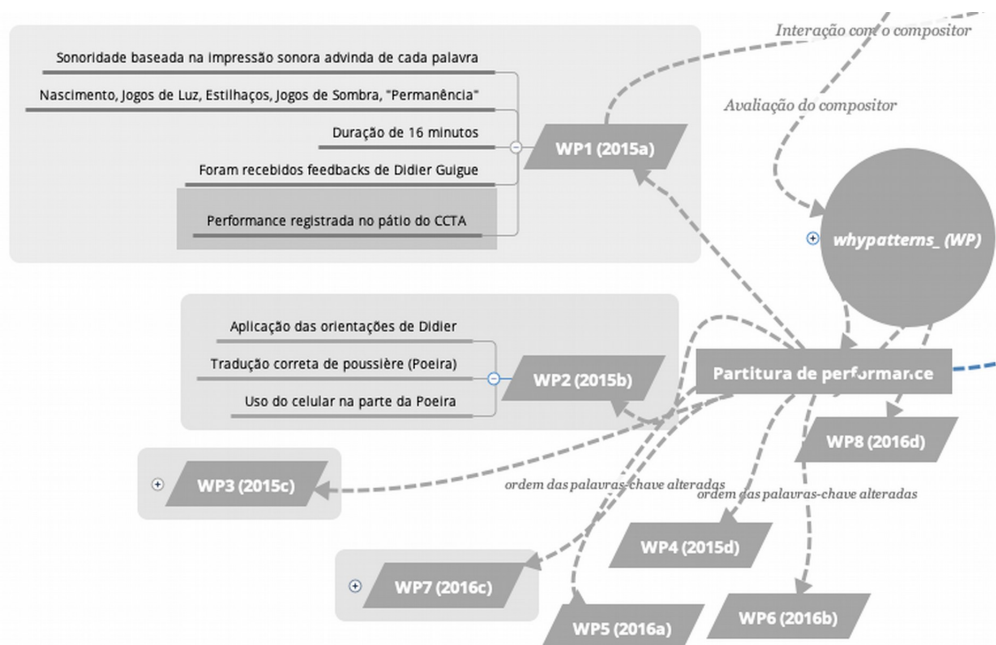 Interação com o compositor
Sonoridade baseada na impressão sonora advinda de cada palavra
Nascimento, Jogos de Luz, Estilhaços, Jogos de Sombra, "Permanência"
Avaliação do compositor
Duração de 16 minutos
WP1 (2015a)
Foram recebidos feedbacks de Didier Guigue
Performance registrada no pátio do CCTA
whypatterns_ (WP)
Aplicação das orientações de Didier
Tradução correta de poussière (Poeira)
WP2 (2015b)
Uso do celular na parte da Poeira
Partitura de performance
WP8 (2016d)
WP3 (2015c)
ordem das palavras-chave alteradas
ordem das palavras-chave alteradas
WP4 (2015d)
WP7 (2016c)
WP5 (2016a)
WP6 (2016b)